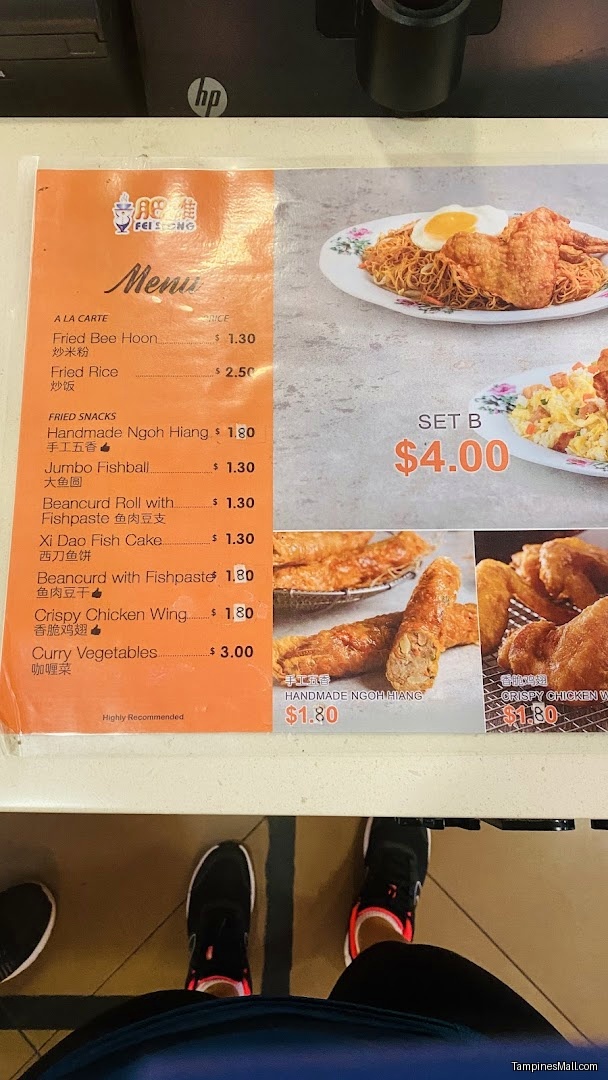 hp
肥雄
FEI SIONG
Menu
A LA CARTE
PRICE
Fried Bee Hoon $ 1.30
炒米粉
Fried Rice $ 2.50
炒饭
FRIED SNACKS
Handmade Ngoh Hiang $ 1.80
手工五香
Jumbo Fishball $ 1.30
大鱼圆
Beancurd Roll with $ 1.30
Fishpaste 鱼肉豆支
Xi Dao Fish Cake $ 1.30
西刀鱼饼
Beancurd with Fishpaste $ 1.80
鱼肉豆干
Crispy Chicken Wing $ 1.80
香脆鸡翅
Curry Vegetables $ 3.00
咖喱菜
Highly Recommended
SET B
$4.00
手工五香
HANDMADE NGOH HIANG
$1.80
香脆鸡翅
CRISPY CHICKEN W
$1.80
TampinesMall.com